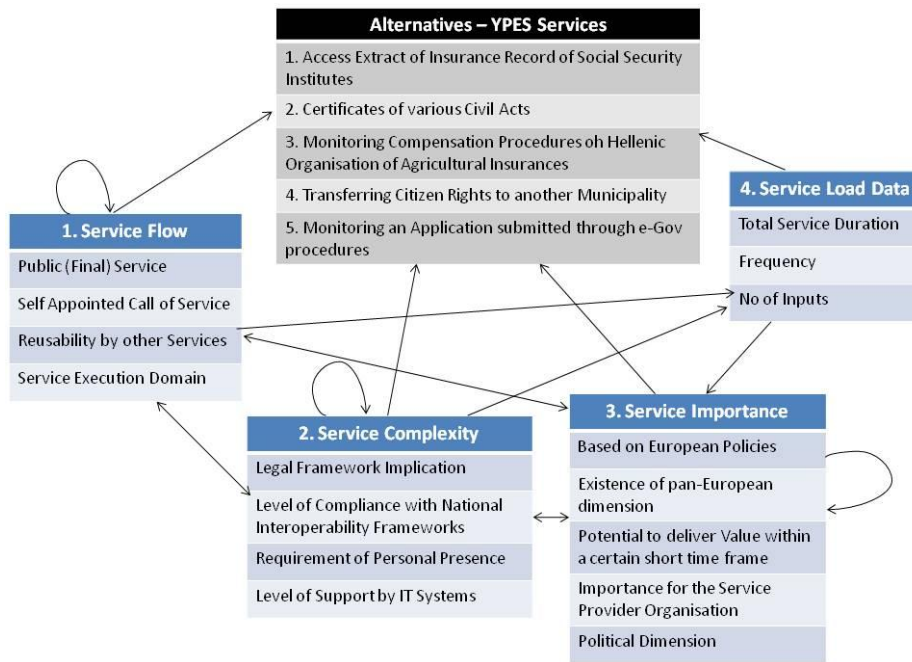 Alternatives – YPES Services
1. Access Extract of Insurance Record of Social Security
Institutes
2. Certificates of various Civil Acts
3. Monitoring Compensation Procedures oh Hellenic
Organisation of Agricultural Insurances
4. Transferring Citizen Rights to another Municipality
5. Monitoring an Application submitted through e-Gov
procedures
1. Service Flow
Public (Final) Service
Self Appointed Call of Service
Reusability by other Services
Service Execution Domain
4. Service Load Data
Total Service Duration
Frequency
No of Inputs
2. Service Complexity
Legal Framework Implication
Level of Compliance with National
Interoperability Frameworks
Requirement of Personal Presence
Level of Support by IT Systems
3. Service Importance
Based on European Policies
Existence of pan-European
dimension
Potential to deliver Value within
a certain short time frame
Importance for the Service
Provider Organisation
Political Dimension